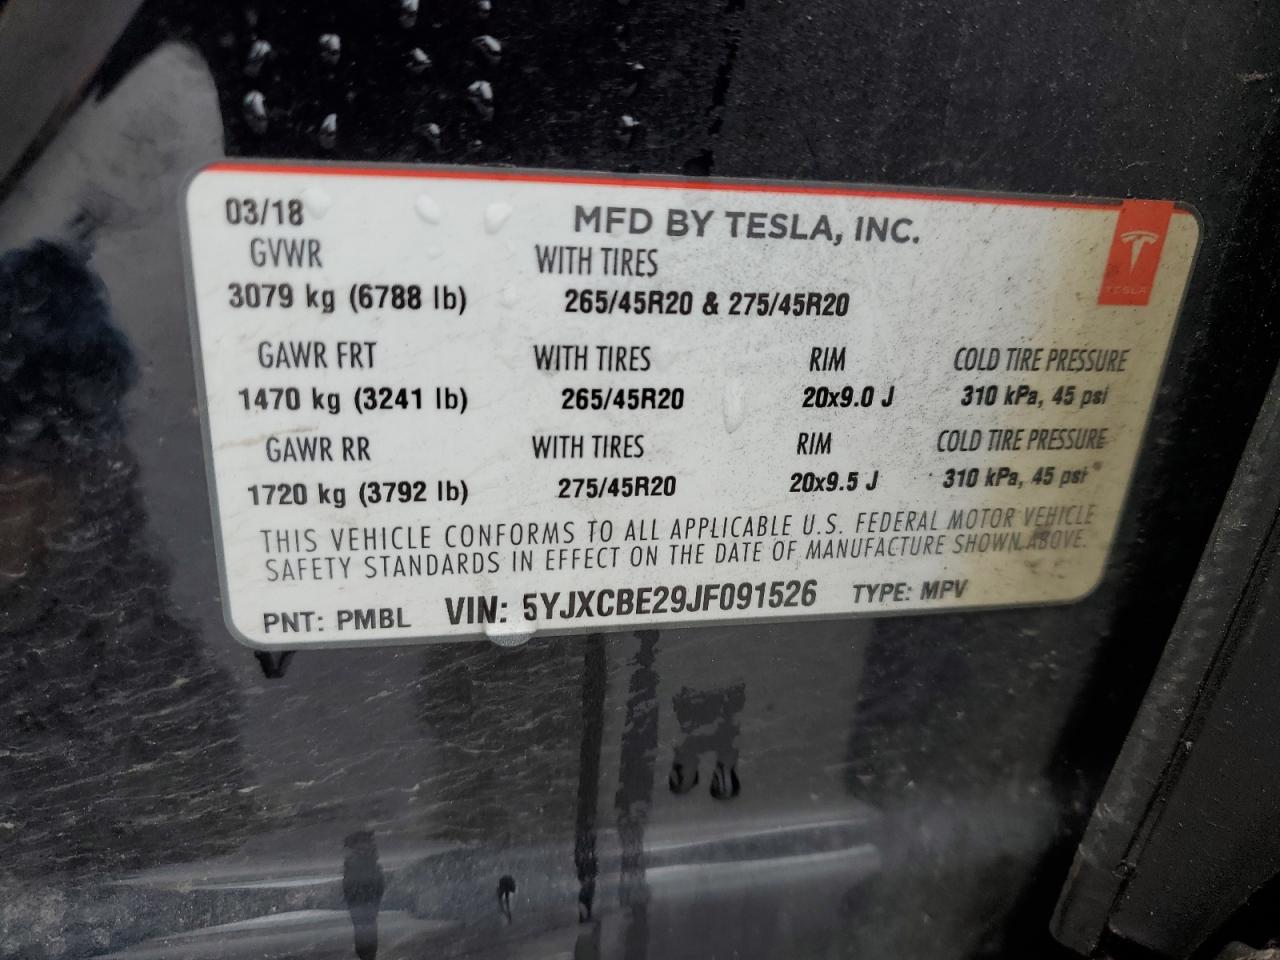 03/18 MFD BY TESLA, INC.
GVWR WITH TIRES
3079 kg (6788 lb) 265/45R20 & 275/45R20
TESLA
GAWR FRT WITH TIRES RIM COLD TIRE PRESSURE
1470 kg (3241 lb) 265/45R20 20x9.0 J 310 kPa, 45 psi
GAWR RR WITH TIRES RIM COLD TIRE PRESSURE
1720 kg (3792 lb) 275/45R20 20x9.5 J 310 kPa, 45 psi
THIS VEHICLE CONFORMS TO ALL APPLICABLE U.S. FEDERAL MOTOR VEHICLE
SAFETY STANDARDS IN EFFECT ON THE DATE OF MANUFACTURE SHOWN ABOVE.
PNT: PMBL VIN: 5YJXCBE29JF091526 TYPE: MPV